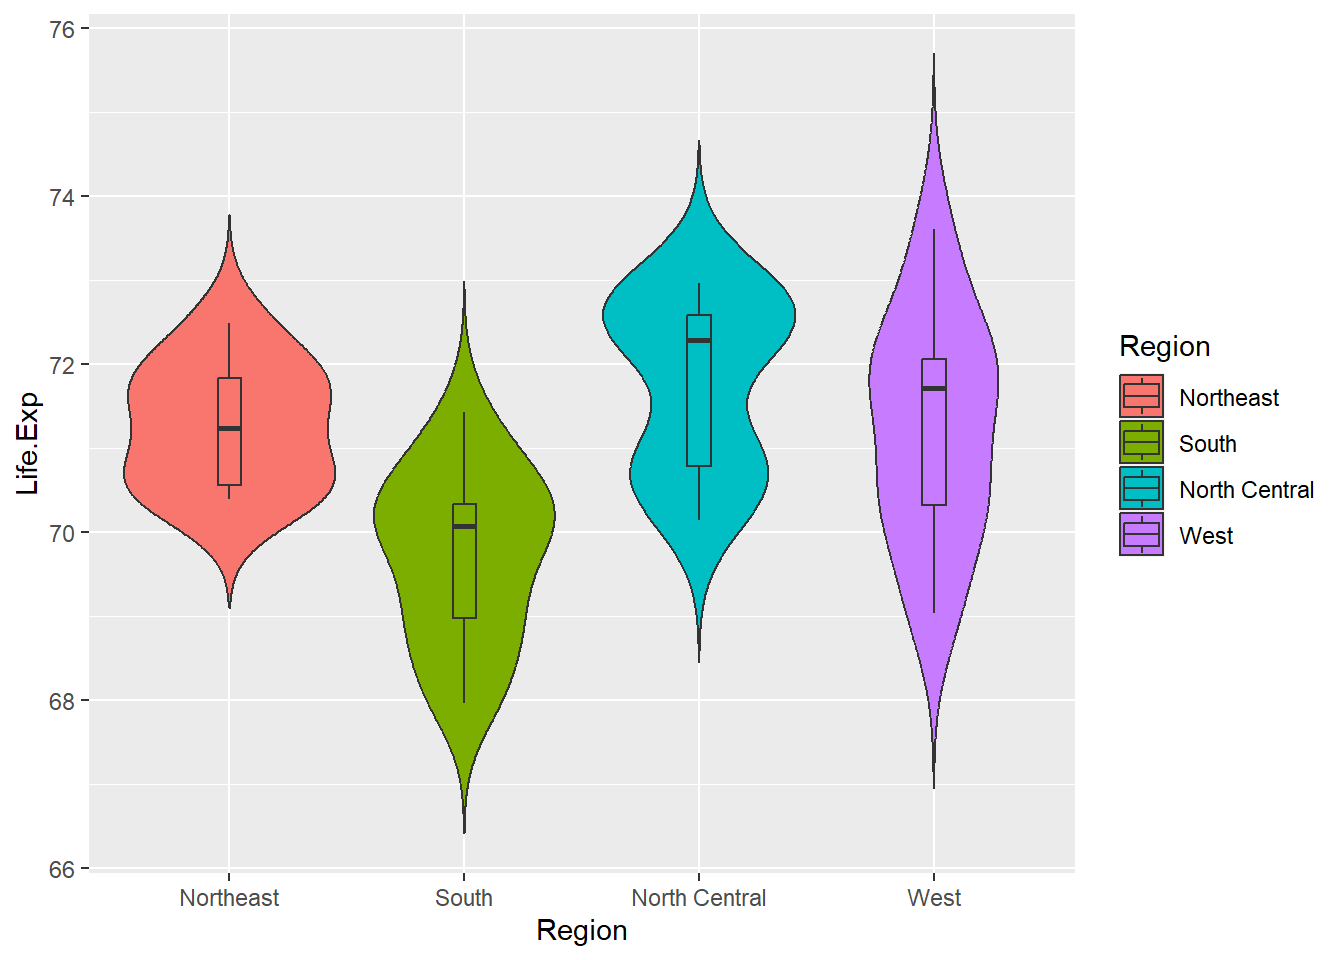 76
74
72
70
68
66
Life.Exp
Northeast South North Central West
Region
Region
Northeast
South
North Central
West